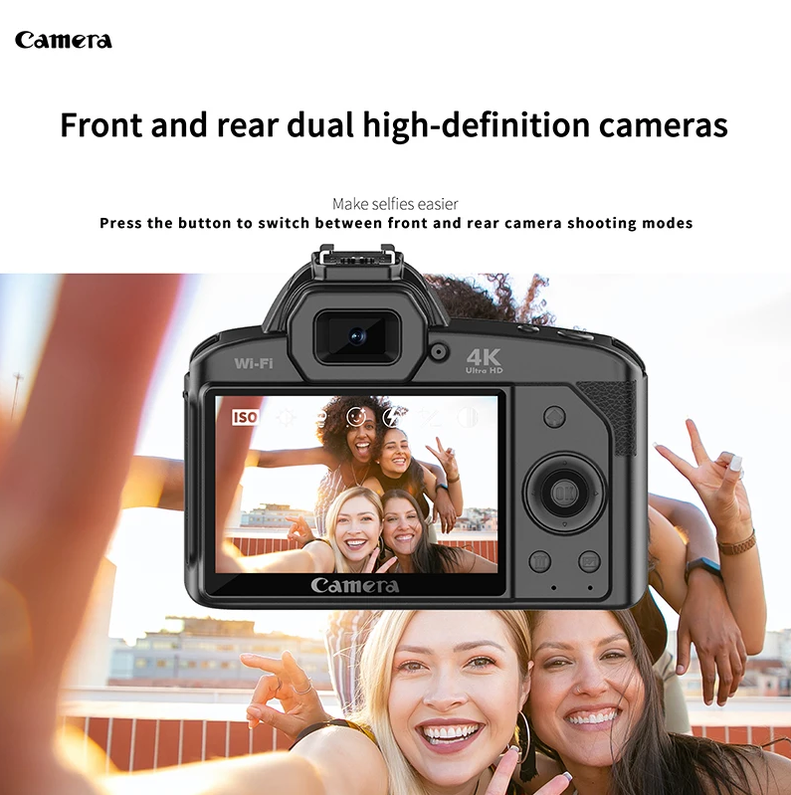 Camera
Front and rear dual high-definition cameras
Make selfies easier
Press the button to switch between front and rear camera shooting modes
Wi-Fi
4K
Ultra HD
ISO
OK
Camera